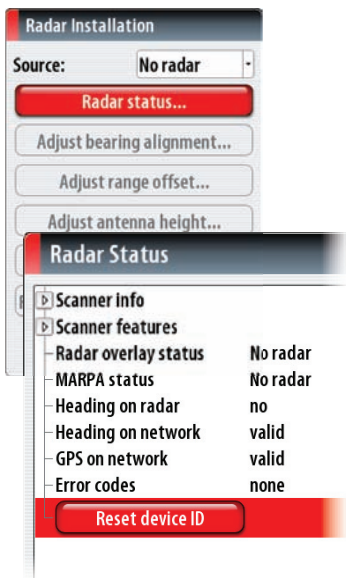 Radar Installation
Source: No radar
Radar status...
Adjust bearing alignment...
Adjust range offset...
Adjust antenna height...
Radar Status
Scanner info
Scanner features
Radar overlay status No radar
MARPA status No radar
Heading on radar no
Heading on network valid
GPS on network valid
Error codes none
Reset device ID